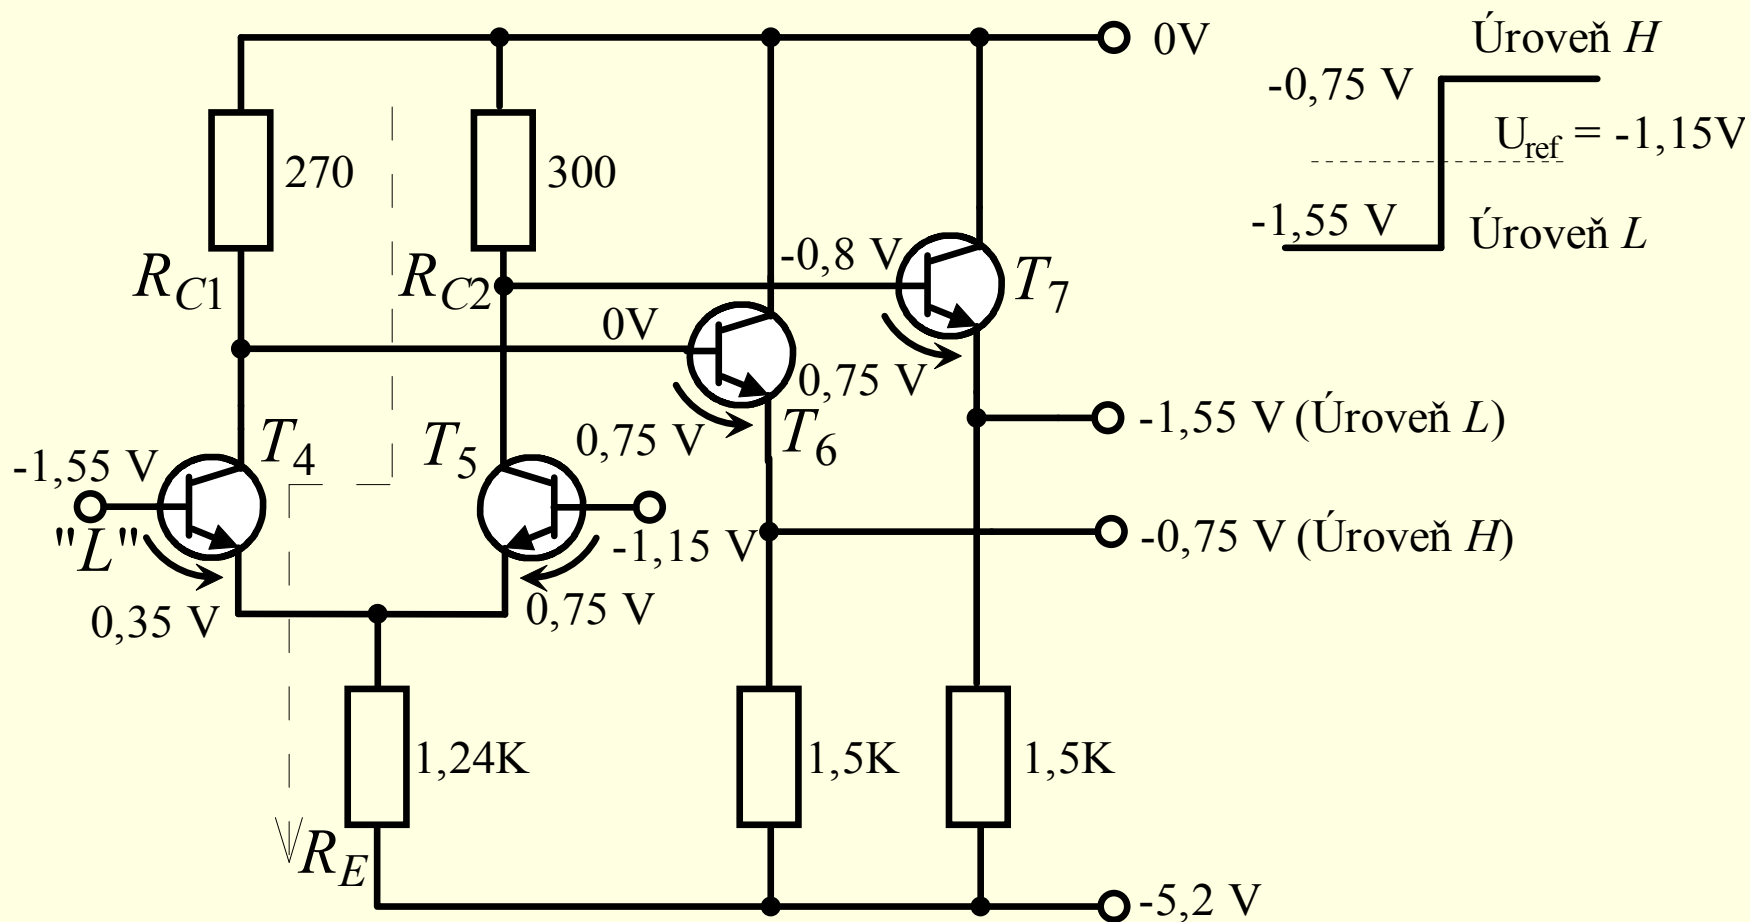 0V
Úroveň H
-0,75 V
U_ref = -1,15V
-1,55 V
Úroveň L
270
300
R_C1
R_C2
-0,8 V
T_7
0V
0,75 V
T_4
T_5
0,75 V
T_6
-1,55 V (Úroveň L)
-1,55 V
"L"
-1,15 V
-0,75 V (Úroveň H)
0,35 V
0,75 V
1,24K
1,5K
1,5K
R_E
-5,2 V